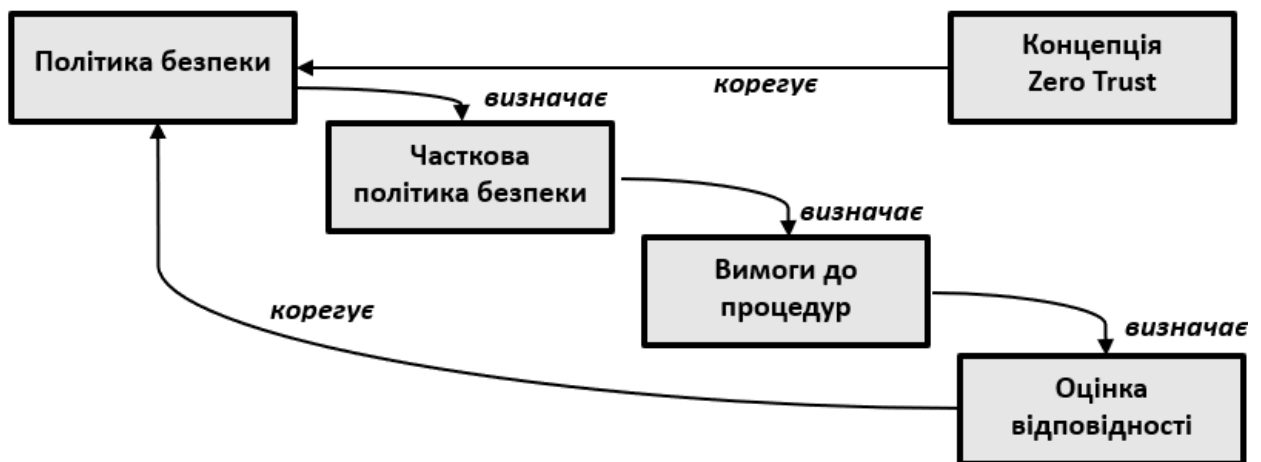 Політика безпеки
Концепція
Zero Trust
корегує
визначає
Часткова
політика безпеки
визначає
Вимоги до
процедур
корегує
визначає
Оцінка
відповідності